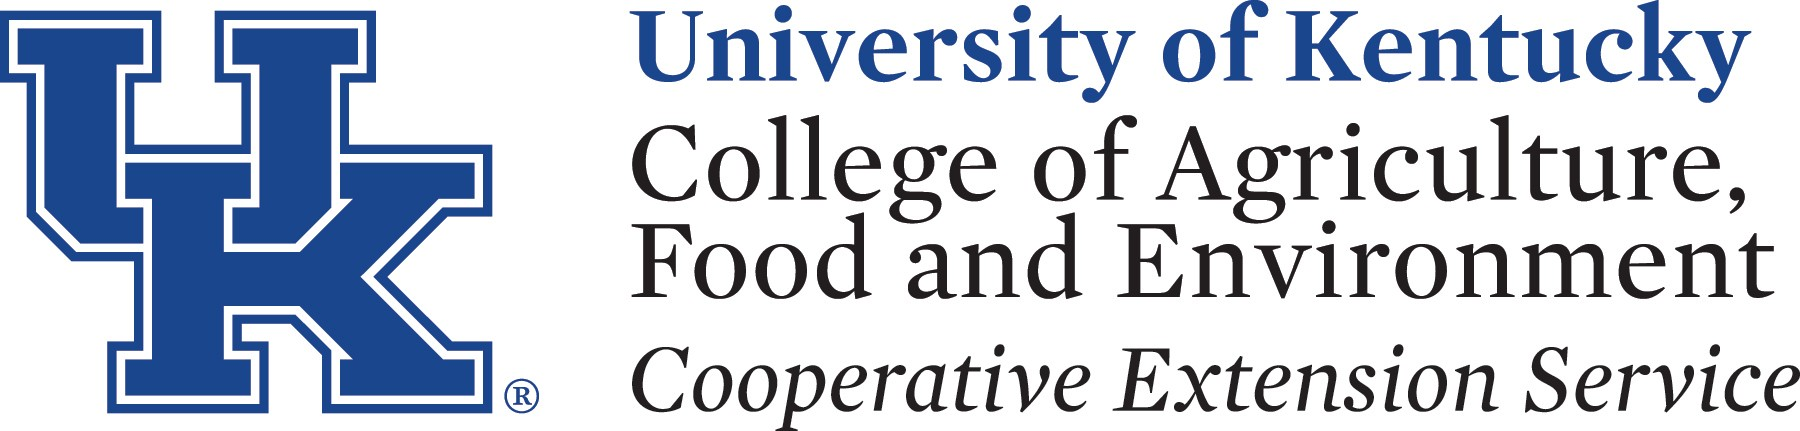 UK®
University of Kentucky
College of Agriculture,
Food and Environment
Cooperative Extension Service